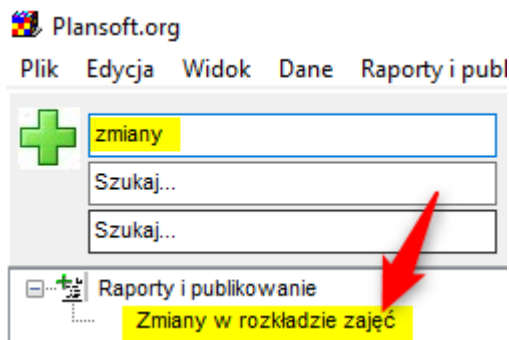 Plansoft.org
Plik Edycja Widok Dane Raporty i publ
zmiany
Szukaj...
Szukaj...
Raporty i publikowanie
Zmiany w rozkładzie zajęć